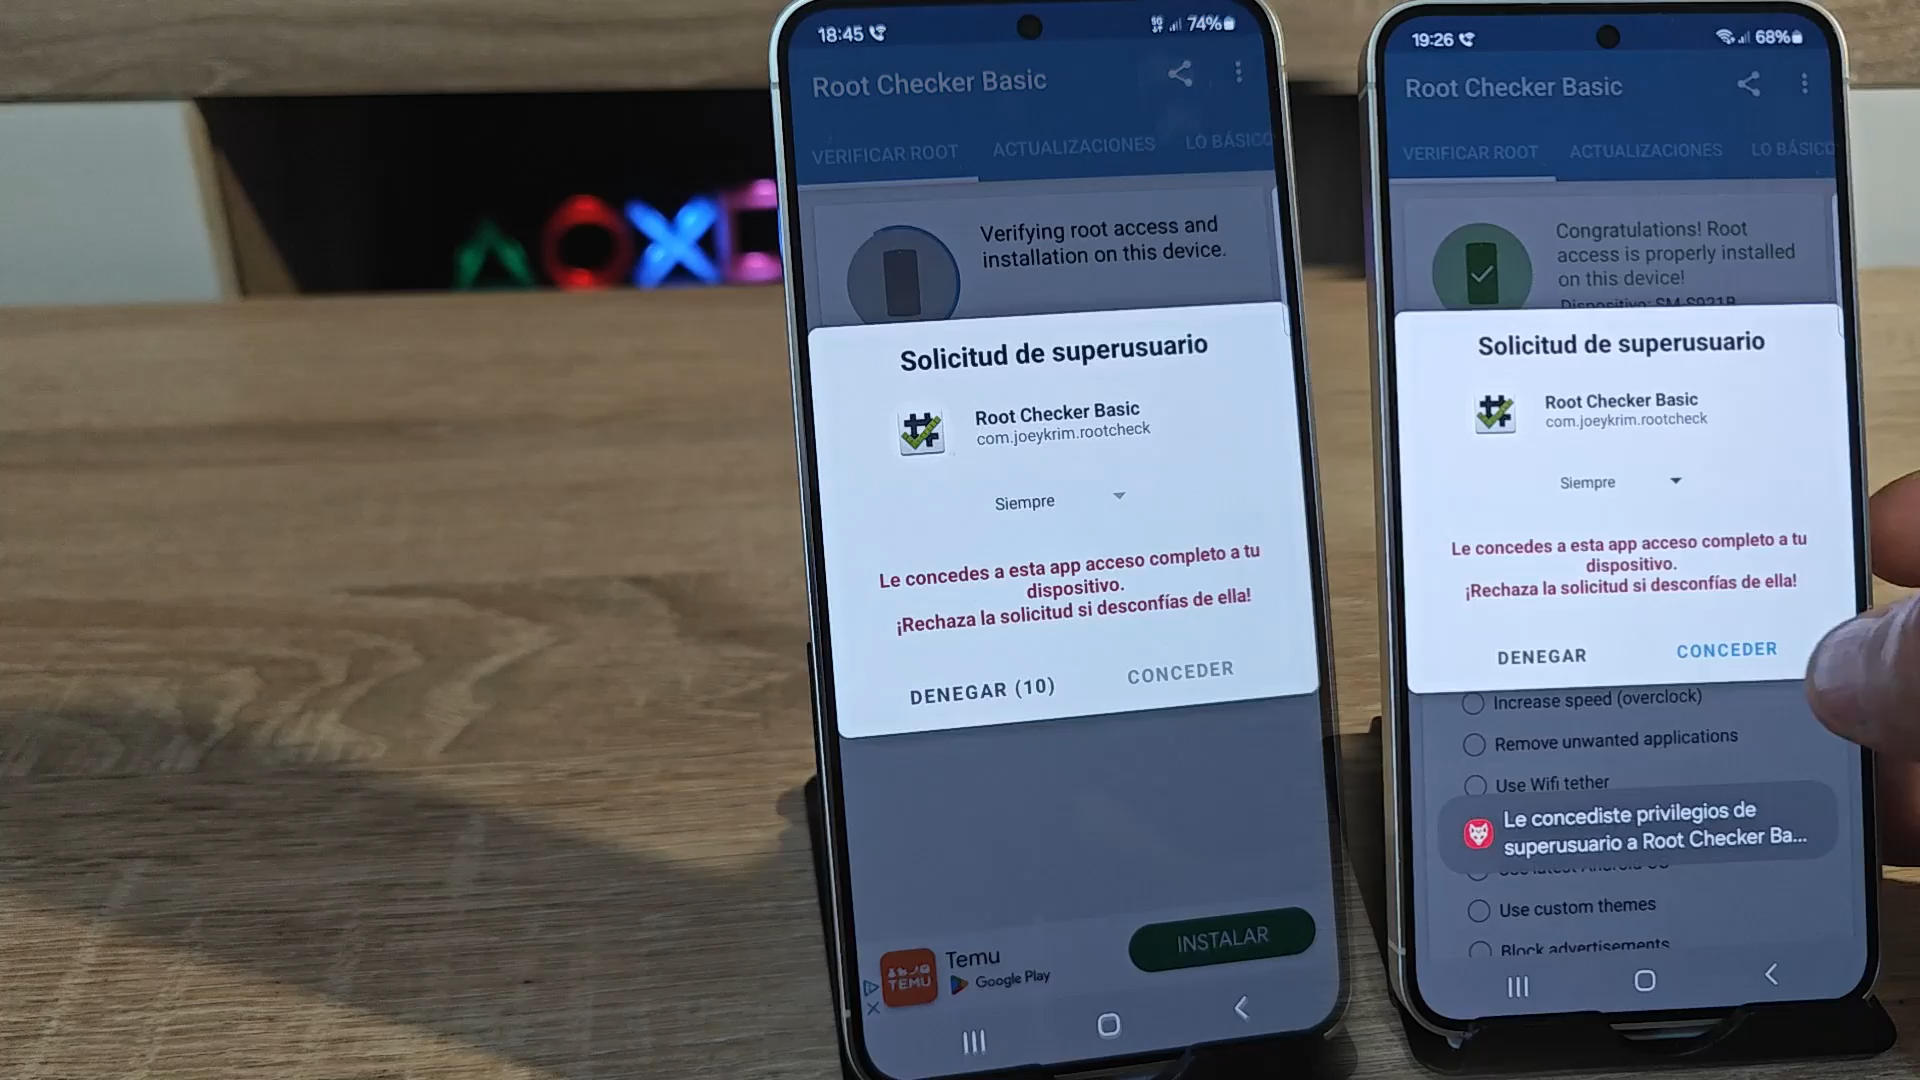 18:45
5G
74%
Root Checker Basic
VERIFICAR ROOT
ACTUALIZACIONES
LO BÁSICO
Verifying root access and
installation on this device.
Solicitud de superusuario
Root Checker Basic
com.joeykrim.rootcheck
Siempre
Le concedes a esta app acceso completo a tu
dispositivo.
¡Rechaza la solicitud si desconfías de ella!
DENEGAR (10)
CONCEDER
TEMU
Temu
Google Play
INSTALAR
19:26
68%
Root Checker Basic
VERIFICAR ROOT
ACTUALIZACIONES
LO BÁSICO
Congratulations! Root
access is properly installed
on this device!
Dispositivo: SM-S921B
Solicitud de superusuario
Root Checker Basic
com.joeykrim.rootcheck
Siempre
Le concedes a esta app acceso completo a tu
dispositivo.
¡Rechaza la solicitud si desconfías de ella!
DENEGAR
CONCEDER
Increase speed (overclock)
Remove unwanted applications
Use Wifi tether
Le concediste privilegios de
superusuario a Root Checker Ba...
Use custom themes
Block advertisements